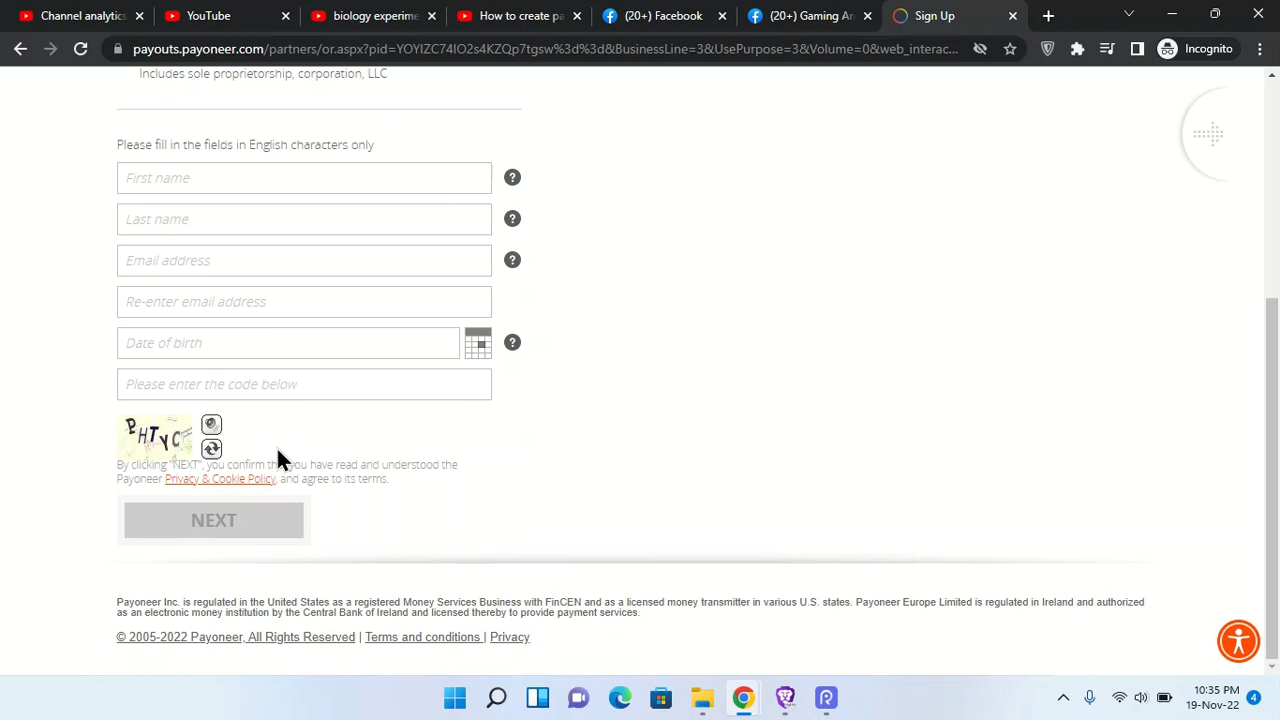 Channel analytics
YouTube
biology experime
How to create pa
(20+) Facebook
(20+) Gaming An
Sign Up
payouts.payoneer.com/partners/or.aspx?pid=YOYIZC74IO2s4KZQp7tgsw%3d%3d&BusinessLine=3&UsePurpose=3&Volume=0&web_interac...
Incognito
Includes sole proprietorship, corporation, LLC
Please fill in the fields in English characters only
First name
Last name
Email address
Re-enter email address
Date of birth
Please enter the code below
By clicking "NEXT", you confirm that you have read and understood the
Payoneer Privacy & Cookie Policy, and agree to its terms.
NEXT
Payoneer Inc. is regulated in the United States as a registered Money Services Business with FinCEN and as a licensed money transmitter in various U.S. states. Payoneer Europe Limited is regulated in Ireland and authorized
as an electronic money institution by the Central Bank of Ireland and licensed thereby to provide payment services.
© 2005-2022 Payoneer, All Rights Reserved | Terms and conditions | Privacy
10:35 PM
19-Nov-22
4